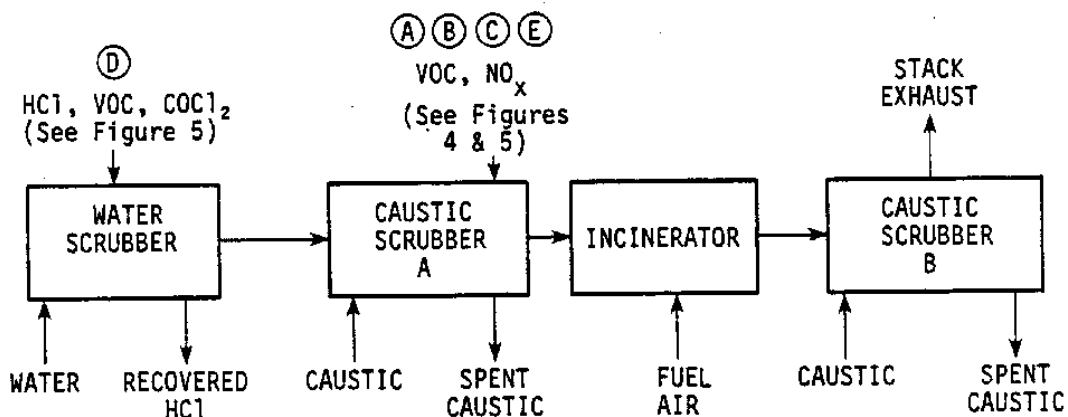 Ⓐ Ⓑ Ⓒ Ⓔ
VOC, NOx
(See Figures
4 & 5)
Ⓓ
HCl, VOC, COCl2
(See Figure 5)
STACK
EXHAUST
WATER
SCRUBBER
CAUSTIC
SCRUBBER
A
INCINERATOR
CAUSTIC
SCRUBBER
B
WATER
RECOVERED
HCl
CAUSTIC
SPENT
CAUSTIC
FUEL
AIR
CAUSTIC
SPENT
CAUSTIC